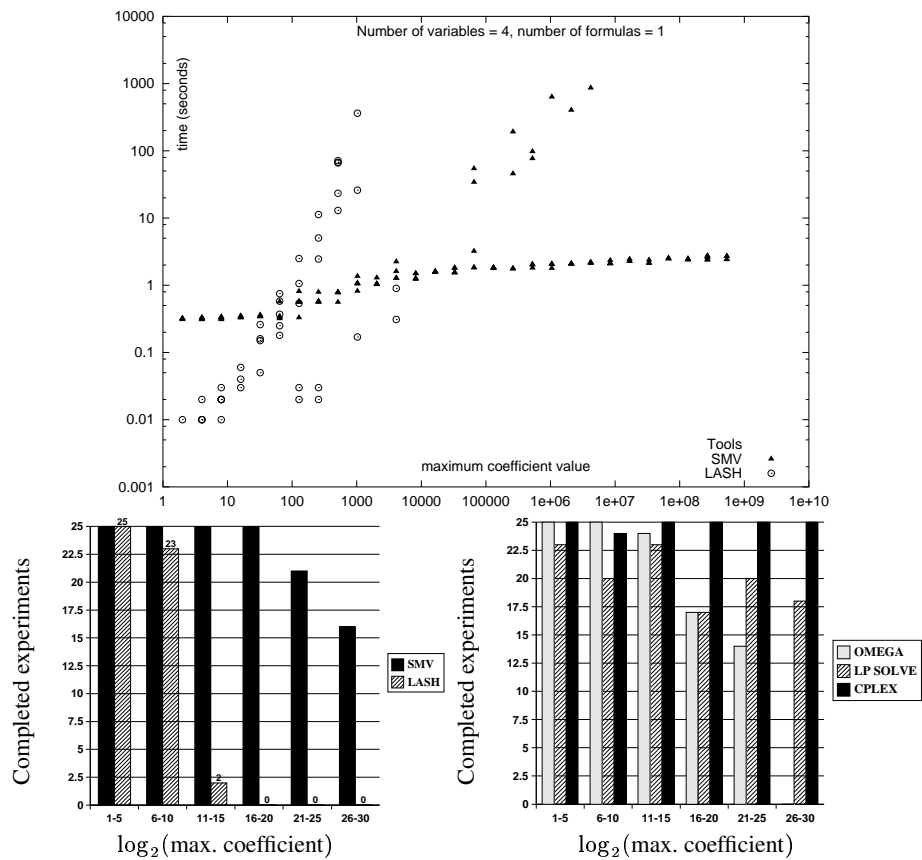 10000
1000
100
10
1
0.1
0.01
0.001
time (seconds)
Number of variables = 4, number of formulas = 1
Tools
SMV
LASH
maximum coefficient value
1 10 100 1000 10000 100000 1e+06 1e+07 1e+08 1e+09 1e+10
Completed experiments
25
22.5
20
17.5
15
12.5
10
7.5
5
2.5
0
25 23 2 0 0 0
1-5 6-10 11-15 16-20 21-25 26-30
log₂(max. coefficient)
SMV
LASH
Completed experiments
25
22.5
20
17.5
15
12.5
10
7.5
5
2.5
0
1-5 6-10 11-15 16-20 21-25 26-30
log₂(max. coefficient)
OMEGA
LP SOLVE
CPLEX